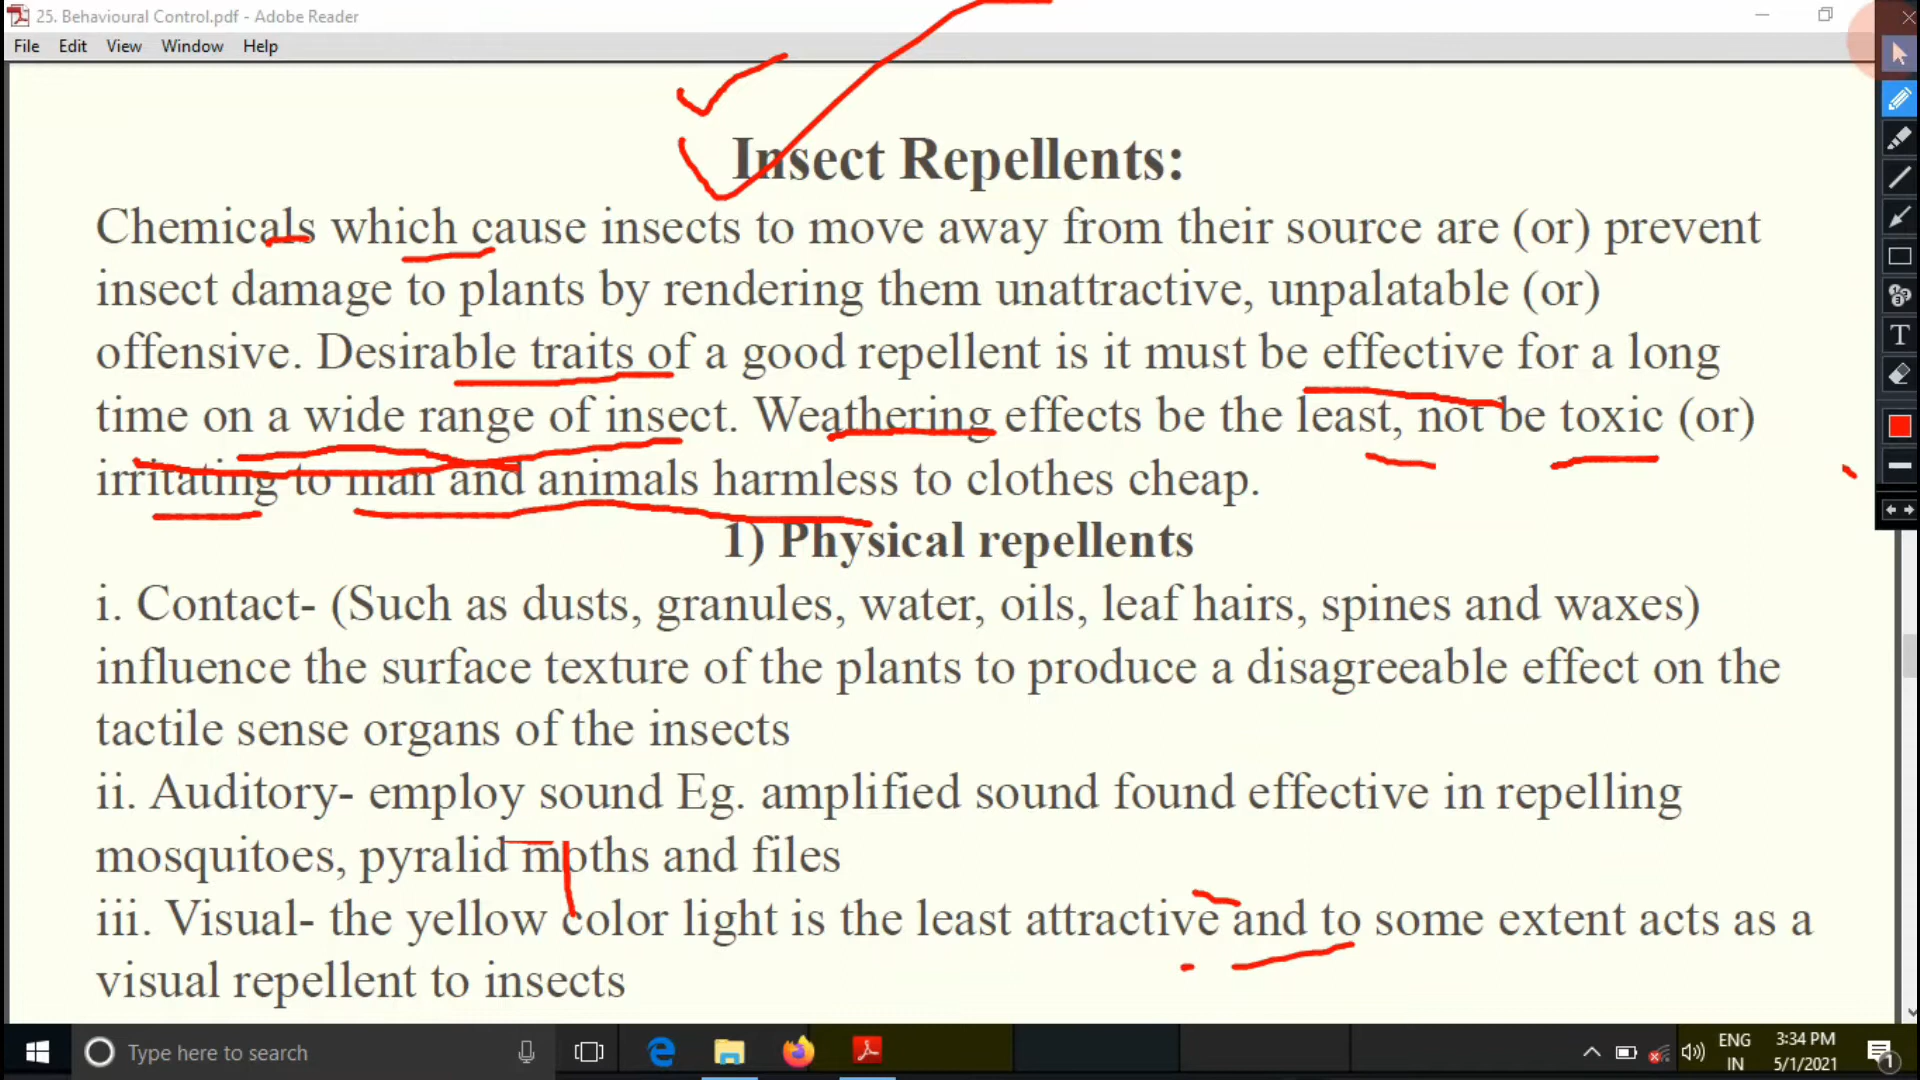 25. Behavioural Control.pdf - Adobe Reader
File Edit View Window Help
Insect Repellents:
Chemicals which cause insects to move away from their source are (or) prevent
insect damage to plants by rendering them unattractive, unpalatable (or)
offensive. Desirable traits of a good repellent is it must be effective for a long
time on a wide range of insect. Weathering effects be the least, not be toxic (or)
irritating to man and animals harmless to clothes cheap.
1) Physical repellents
i. Contact- (Such as dusts, granules, water, oils, leaf hairs, spines and waxes)
influence the surface texture of the plants to produce a disagreeable effect on the
tactile sense organs of the insects
ii. Auditory- employ sound Eg. amplified sound found effective in repelling
mosquitoes, pyralid moths and files
iii. Visual- the yellow color light is the least attractive and to some extent acts as a
visual repellent to insects
T
Type here to search
ENG
IN
3:34 PM
5/1/2021
1